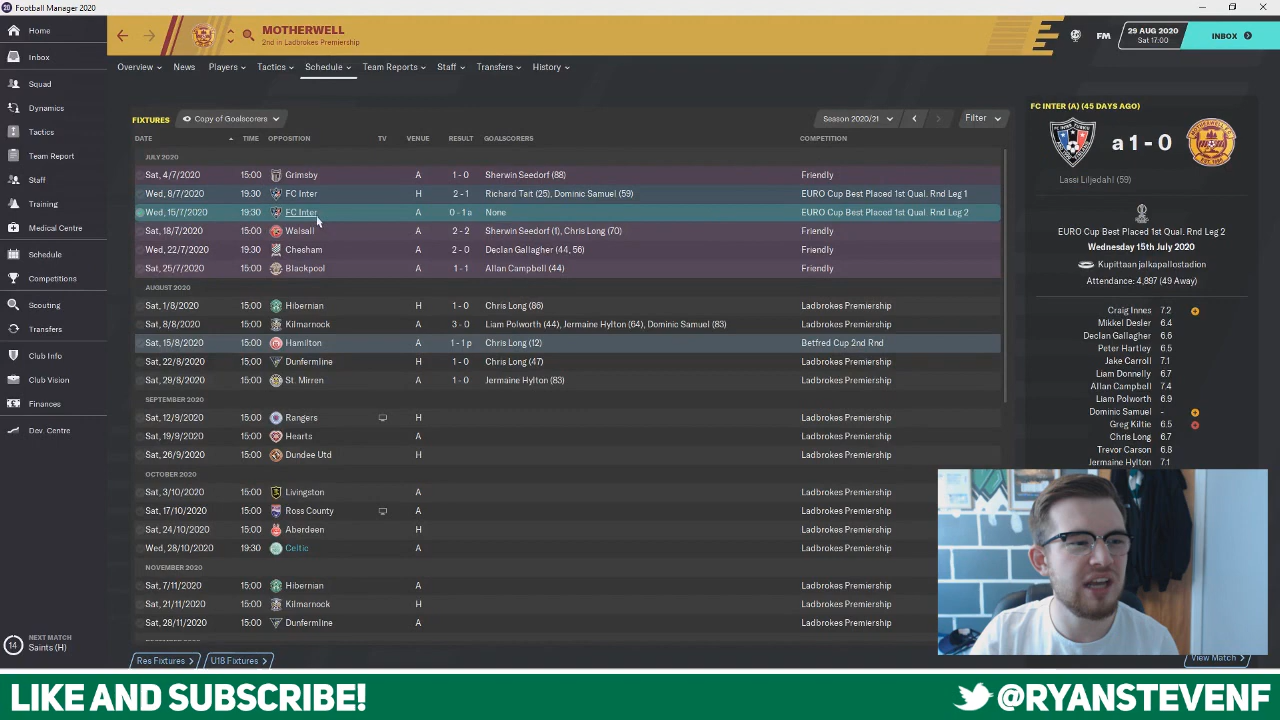 Football Manager 2020
Home
Inbox
Squad
Dynamics
Tactics
Team Report
Staff
Training
Medical Centre
Schedule
Competitions
Scouting
Transfers
Club Info
Club Vision
Finances
Dev. Centre
14 NEXT MATCH
Saints (H)
MOTHERWELL
2nd in Ladbrokes Premiership
29 AUG 2020
Sat 17:00
FM
INBOX
Overview News Players Tactics Schedule Team Reports Staff Transfers History
FIXTURES Copy of Goalscorers Season 2020/21 Filter
DATE TIME OPPOSITION TV VENUE RESULT GOALSCORERS COMPETITION
JULY 2020
Sat, 4/7/2020 15:00 Grimsby A 1 - 0 Sherwin Seedorf (88) Friendly
Wed, 8/7/2020 19:30 FC Inter H 2 - 1 Richard Tait (25), Dominic Samuel (59) EURO Cup Best Placed 1st Qual. Rnd Leg 1
Wed, 15/7/2020 19:30 FC Inter A 0 - 1 a None EURO Cup Best Placed 1st Qual. Rnd Leg 2
Sat, 18/7/2020 15:00 Walsall A 2 - 2 Sherwin Seedorf (1), Chris Long (70) Friendly
Wed, 22/7/2020 19:30 Chesham A 2 - 0 Declan Gallagher (44, 56) Friendly
Sat, 25/7/2020 15:00 Blackpool A 1 - 1 Allan Campbell (44) Friendly
AUGUST 2020
Sat, 1/8/2020 15:00 Hibernian H 1 - 0 Chris Long (86) Ladbrokes Premiership
Sat, 8/8/2020 15:00 Kilmarnock A 3 - 0 Liam Polworth (44), Jermaine Hylton (64), Dominic Samuel (83) Ladbrokes Premiership
Sat, 15/8/2020 15:00 Hamilton A 1 - 1 p Chris Long (12) Betfred Cup 2nd Rnd
Sat, 22/8/2020 15:00 Dunfermline H 1 - 0 Chris Long (47) Ladbrokes Premiership
Sat, 29/8/2020 15:00 St. Mirren A 1 - 0 Jermaine Hylton (83) Ladbrokes Premiership
SEPTEMBER 2020
Sat, 12/9/2020 15:00 Rangers H Ladbrokes Premiership
Sat, 19/9/2020 15:00 Hearts A Ladbrokes Premiership
Sat, 26/9/2020 15:00 Dundee Utd H Ladbrokes Premiership
OCTOBER 2020
Sat, 3/10/2020 15:00 Livingston A Ladbrokes Premiership
Sat, 17/10/2020 15:00 Ross County A Ladbrokes Premiership
Sat, 24/10/2020 15:00 Aberdeen H Ladbrokes Premiership
Wed, 28/10/2020 19:30 Celtic A Ladbrokes Premiership
NOVEMBER 2020
Sat, 7/11/2020 15:00 Hibernian A Ladbrokes Premiership
Sat, 21/11/2020 15:00 Kilmarnock H Ladbrokes Premiership
Sat, 28/11/2020 15:00 Dunfermline A Ladbrokes Premiership
Res Fixtures U18 Fixtures
FC INTER (A) (45 DAYS AGO)
a 1 - 0
Lassi Liljedahl (59)
EURO Cup Best Placed 1st Qual. Rnd Leg 2
Wednesday 15th July 2020
Kupittaan jalkapallostadion
Attendance: 4,897 (49 Away)
Craig Innes 7.2
Mikkel Desler 6.4
Declan Gallagher 6.6
Peter Hartley 6.5
Jake Carroll 7.1
Liam Donnelly 6.7
Allan Campbell 7.4
Liam Polworth 6.9
Dominic Samuel -
Greg Kiltie 6.5
Chris Long 6.7
Trevor Carson 6.8
Jermaine Hylton 7.1
View Match
LIKE AND SUBSCRIBE! @RYANSTEVENF